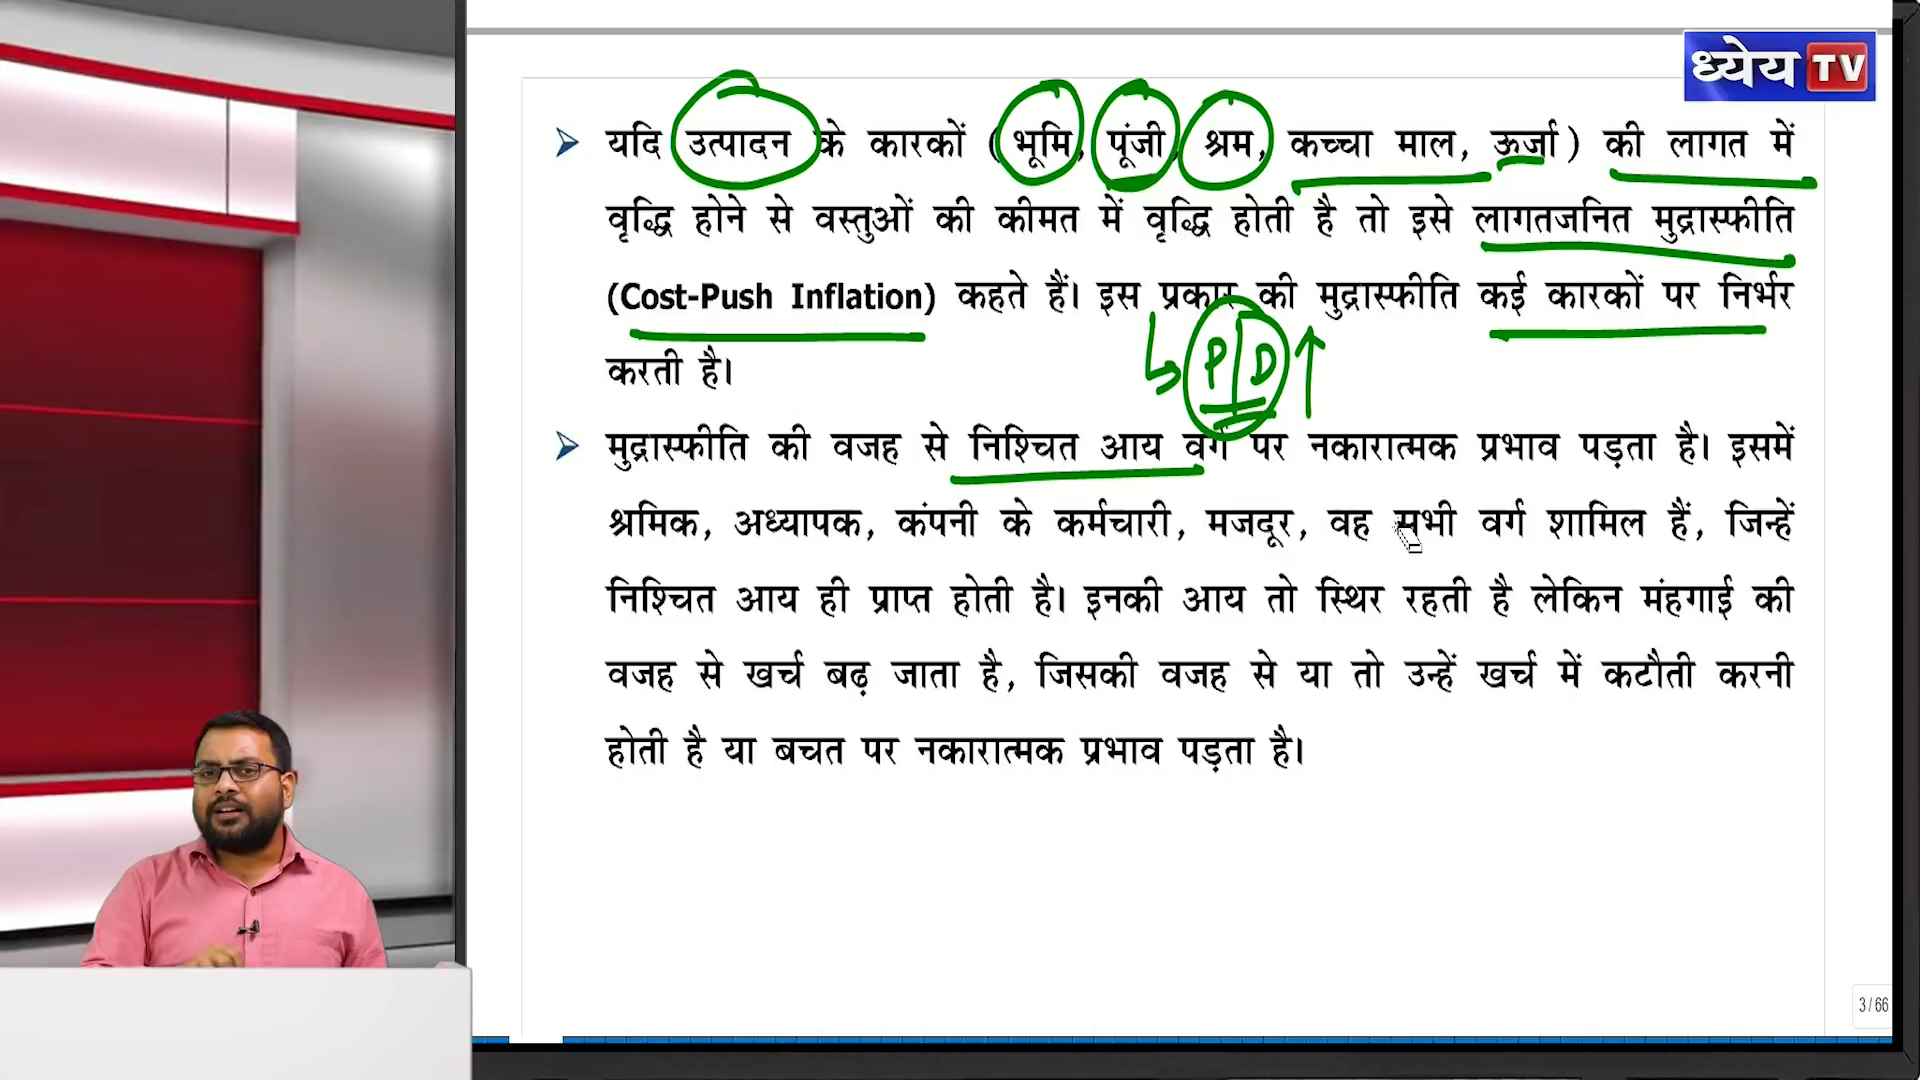 ध्येय TV
यदि उत्पादन के कारकों (भूमि, पूंजी, श्रम, कच्चा माल, ऊर्जा) की लागत में
वृद्धि होने से वस्तुओं की कीमत में वृद्धि होती है तो इसे लागतजनित मुद्रास्फीति
(Cost-Push Inflation) कहते हैं। इस प्रकार की मुद्रास्फीति कई कारकों पर निर्भर
करती है।
P D
मुद्रास्फीति की वजह से निश्चित आय वर्ग पर नकारात्मक प्रभाव पड़ता है। इसमें
श्रमिक, अध्यापक, कंपनी के कर्मचारी, मजदूर, वह सभी वर्ग शामिल हैं, जिन्हें
निश्चित आय ही प्राप्त होती है। इनकी आय तो स्थिर रहती है लेकिन मंहगाई की
वजह से खर्च बढ़ जाता है, जिसकी वजह से या तो उन्हें खर्च में कटौती करनी
होती है या बचत पर नकारात्मक प्रभाव पड़ता है।
3 / 66